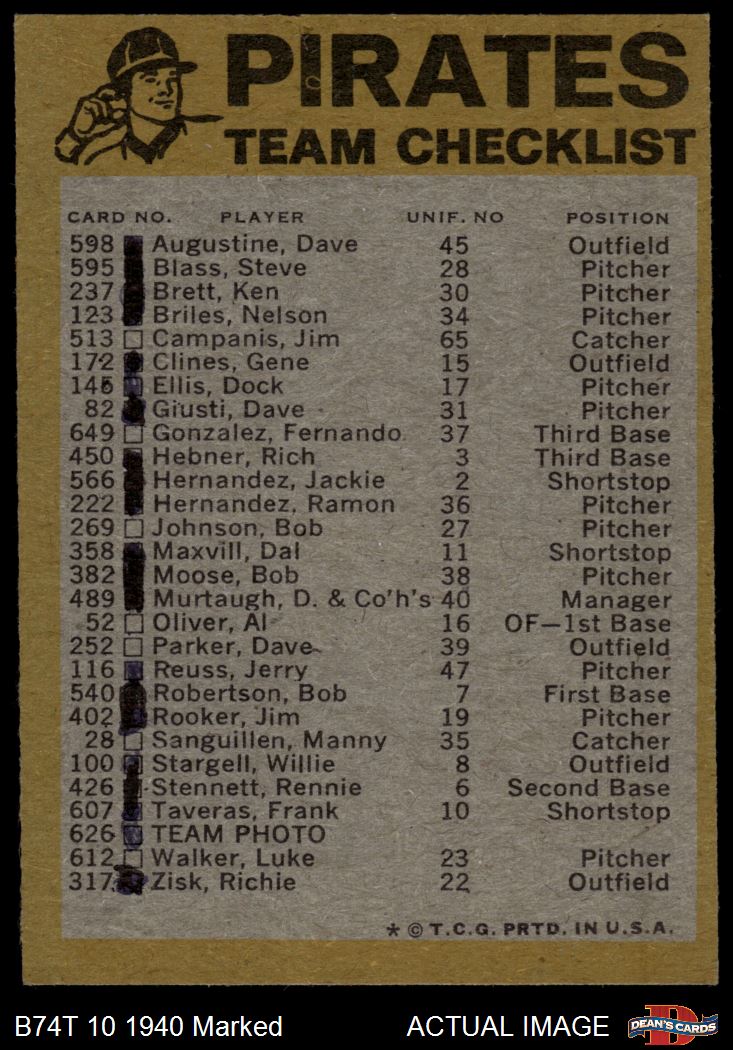 PIRATES
TEAM CHECKLIST
CARD NO. PLAYER UNIF. NO POSITION
598 Augustine, Dave 45 Outfield
595 Blass, Steve 28 Pitcher
237 Brett, Ken 30 Pitcher
123 Briles, Nelson 34 Pitcher
513 Campanis, Jim 65 Catcher
172 Clines, Gene 15 Outfield
145 Ellis, Dock 17 Pitcher
82 Giusti, Dave 31 Pitcher
649 Gonzalez, Fernando 37 Third Base
450 Hebner, Rich 3 Third Base
566 Hernandez, Jackie 2 Shortstop
222 Hernandez, Ramon 36 Pitcher
269 Johnson, Bob 27 Pitcher
358 Maxvill, Dal 11 Shortstop
382 Moose, Bob 38 Pitcher
489 Murtaugh, D. & Co'h's 40 Manager
52 Oliver, Al 16 OF—1st Base
252 Parker, Dave 39 Outfield
116 Reuss, Jerry 47 Pitcher
540 Robertson, Bob 7 First Base
402 Rooker, Jim 19 Pitcher
28 Sanguillen, Manny 35 Catcher
100 Stargell, Willie 8 Outfield
426 Stennett, Rennie 6 Second Base
607 Taveras, Frank 10 Shortstop
626 TEAM PHOTO
612 Walker, Luke 23 Pitcher
317 Zisk, Richie 22 Outfield
* © T.C.G. PRTD. IN U.S.A.
B74T 10 1940 Marked ACTUAL IMAGE D DEAN'S CARDS